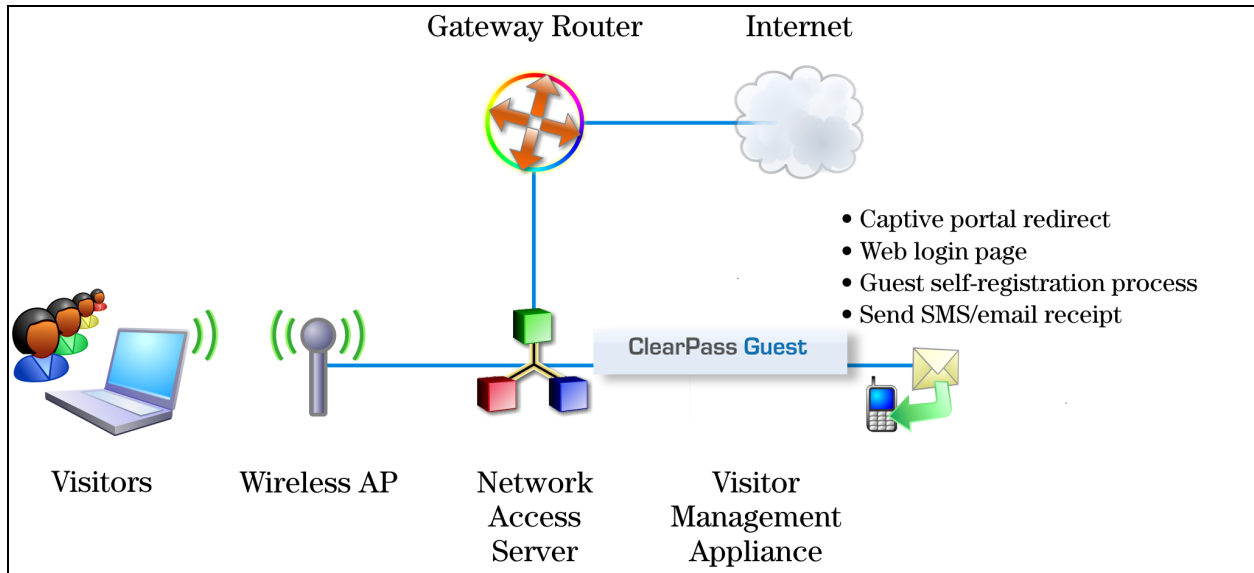 Gateway Router
Internet
• Captive portal redirect
• Web login page
• Guest self-registration process
• Send SMS/email receipt
ClearPass Guest
Visitors
Wireless AP
Network
Access
Server
Visitor
Management
Appliance